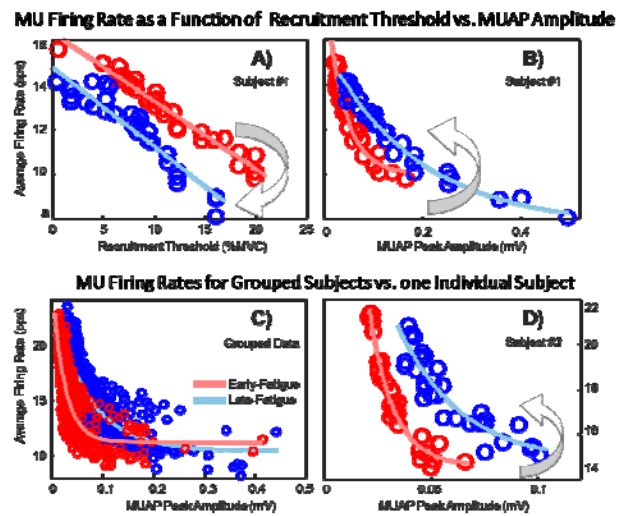 MU Firing Rate as a Function of Recruitment Threshold vs. MUAP Amplitude
A)
Subject #1
B)
Subject #1
Average Firing Rate (pps)
16
14
12
10
8
0 5 10 15 20 25
Recruitment Threshold (%MVC)
0.2 0.4
MUAP Peak Amplitude (mV)
MU Firing Rates for Grouped Subjects vs. one Individual Subject
C)
Grouped Data
Early-Fatigue
Late-Fatigue
D)
Subject #2
Average Firing Rate (pps)
20
15
10
0 0.1 0.2 0.3 0.4 0.5
MUAP Peak Amplitude (mV)
22
20
18
16
14
0 0.05 0.1
MUAP Peak Amplitude (mV)